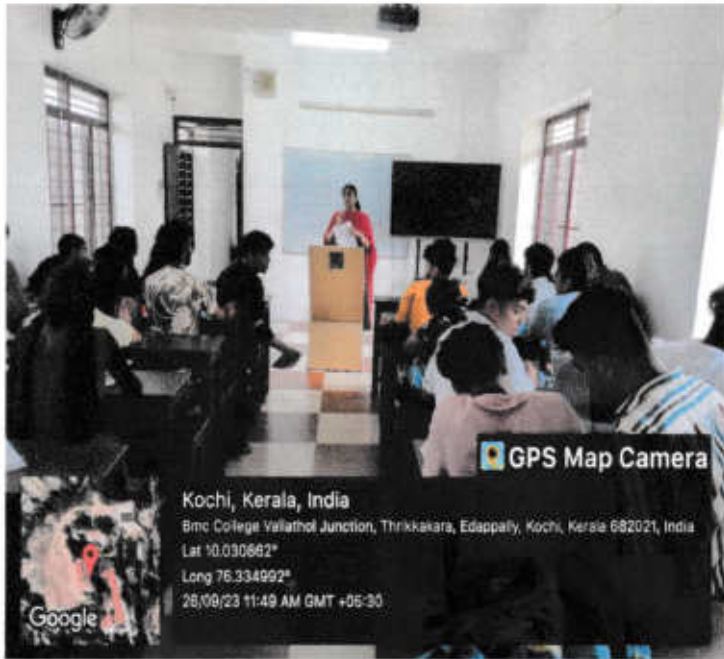 GPS Map Camera
Kochi, Kerala, India
Bmc College Vallathol Junction, Thrikkakara, Edappally, Kochi, Kerala 682021, India
Lat 10.030862°
Long 76.334992°
26/09/23 11:49 AM GMT +05:30
Google